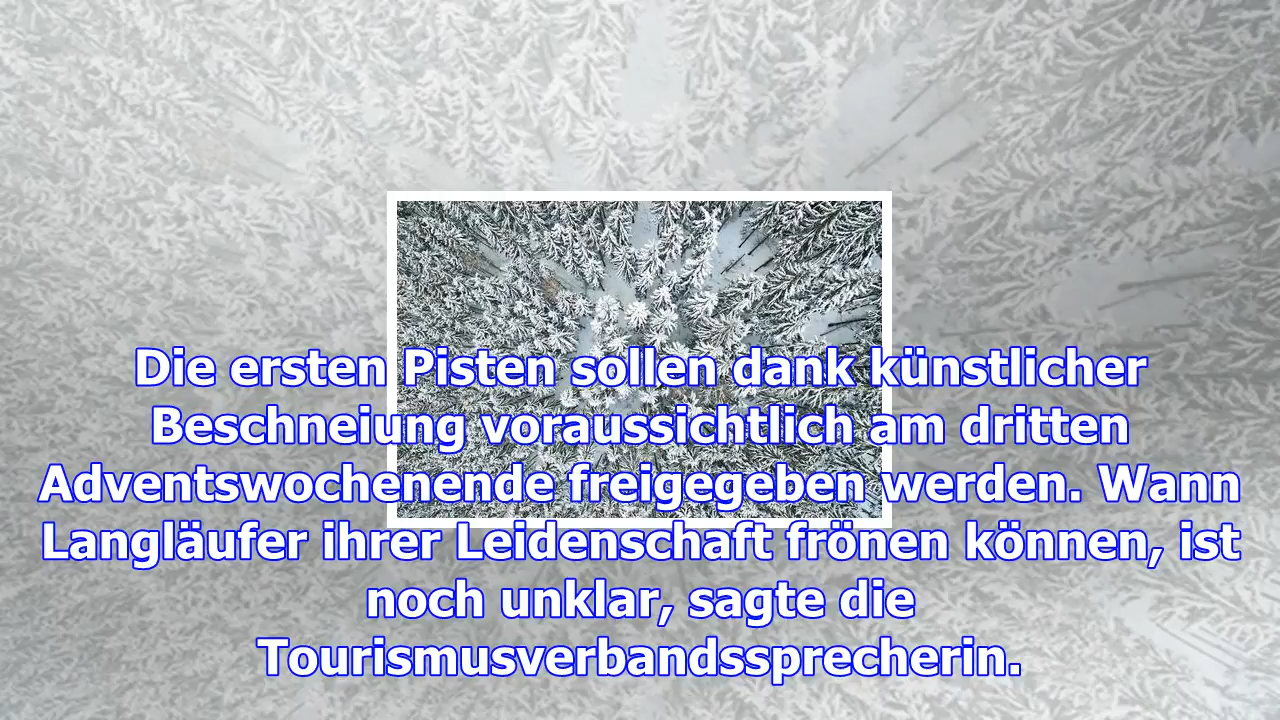 Die ersten Pisten sollen dank künstlicher
Beschneiung voraussichtlich am dritten
Adventswochenende freigegeben werden. Wann
Langläufer ihrer Leidenschaft frönen können, ist
noch unklar, sagte die
Tourismusverbandssprecherin.